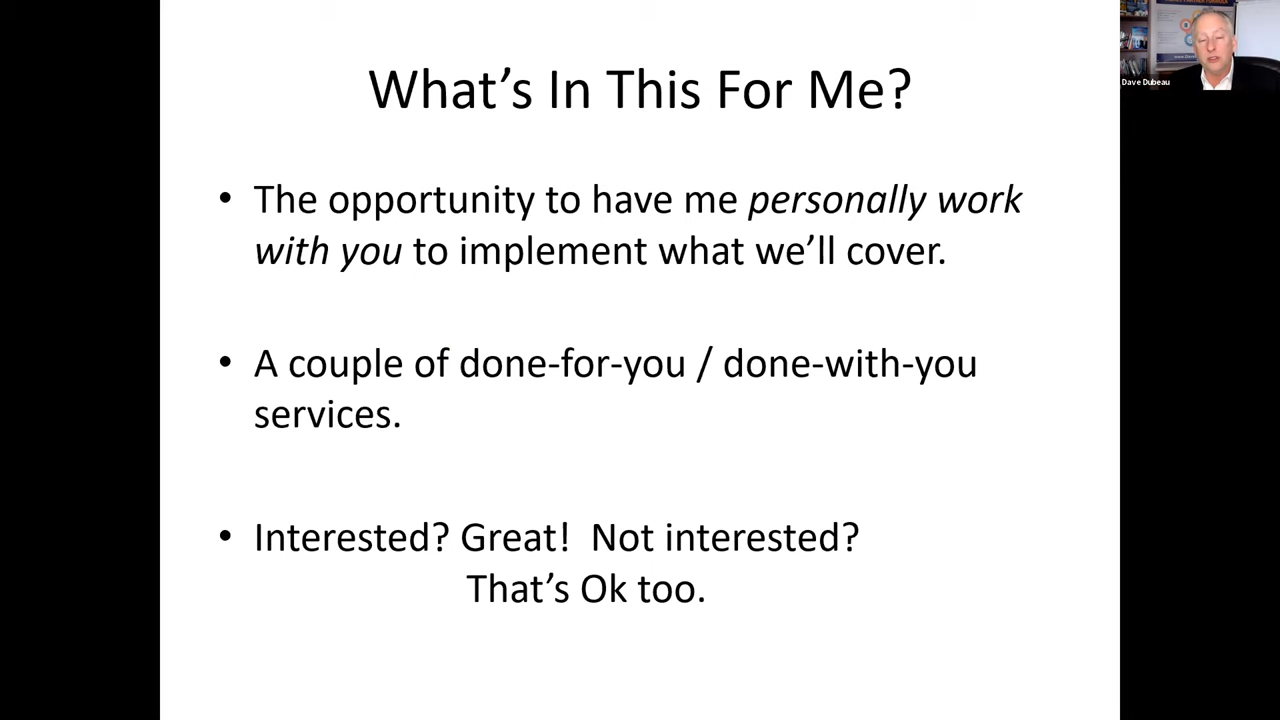 What's In This For Me?
• The opportunity to have me personally work
with you to implement what we'll cover.
• A couple of done-for-you / done-with-you
services.
• Interested? Great!  Not interested?
That's Ok too.
Dave Dubeau